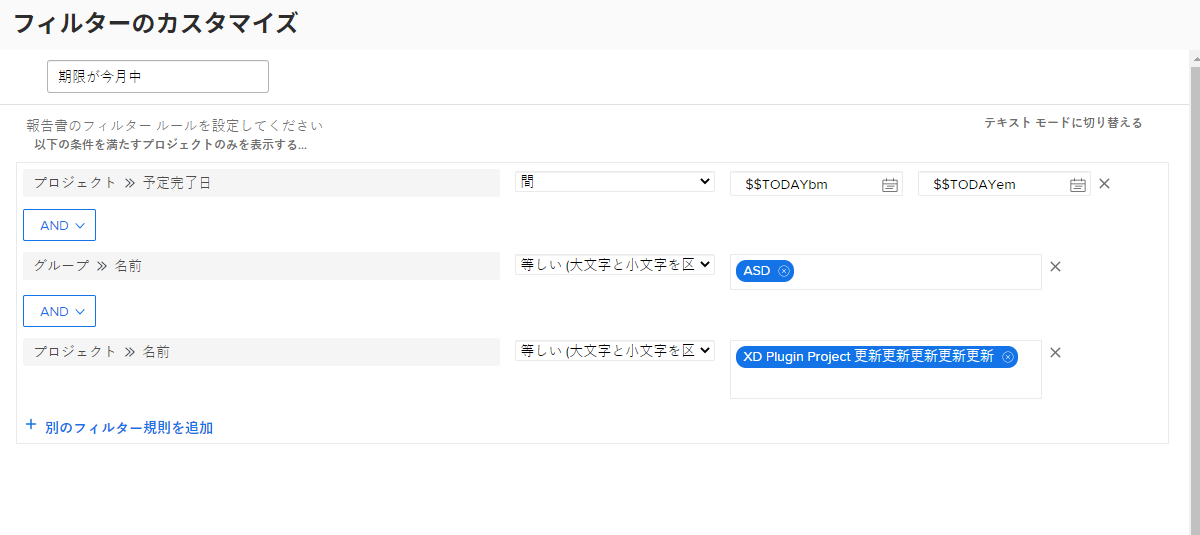 フィルターのカスタマイズ
期限が今月中
報告書のフィルター ルールを設定してください
テキスト モードに切り替える
以下の条件を満たすプロジェクトのみを表示する...
プロジェクト 予定完了日 間 $$TODAYbm $$TODAYem
AND
グループ 名前 等しい (大文字と小文字を区 ASD
AND
プロジェクト 名前 等しい (大文字と小文字を区 XD Plugin Project 更新更新更新更新更新
+ 別のフィルター規則を追加